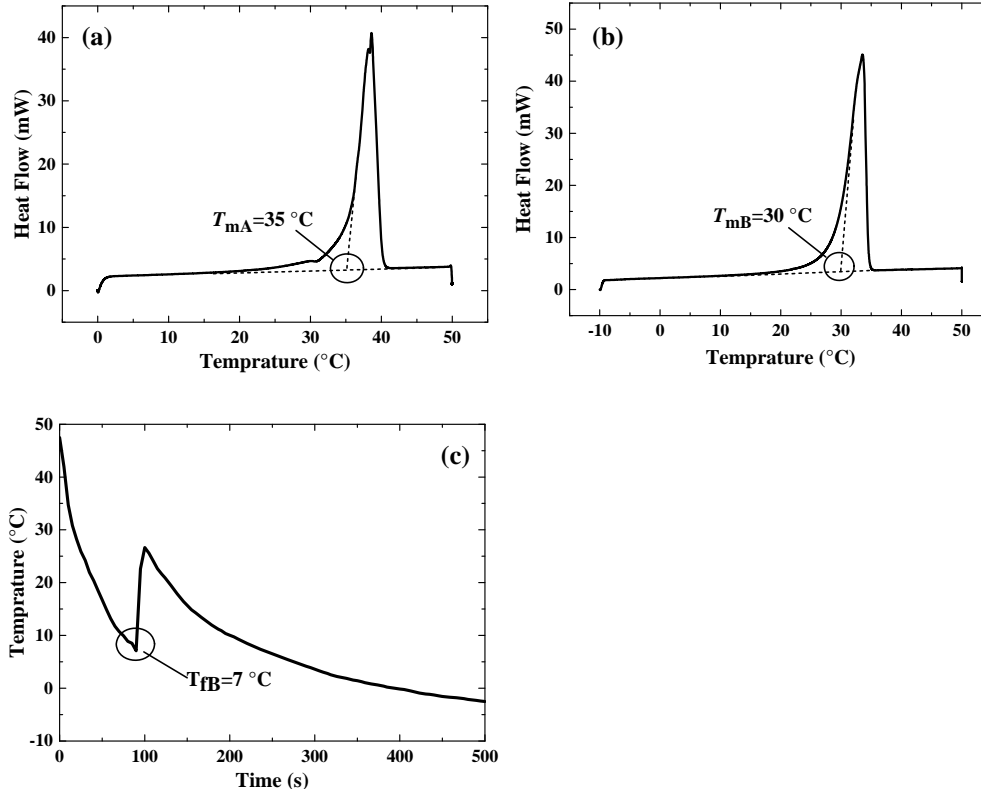 (a)
Heat Flow (mW)
40
30
20
10
0
TmA=35 °C
0 10 20 30 40 50
Temprature (°C)
(b)
Heat Flow (mW)
50
40
30
20
10
0
TmB=30 °C
-10 0 10 20 30 40 50
Temprature (°C)
(c)
Temprature (°C)
50
40
30
20
10
0
-10
TfB=7 °C
0 100 200 300 400 500
Time (s)